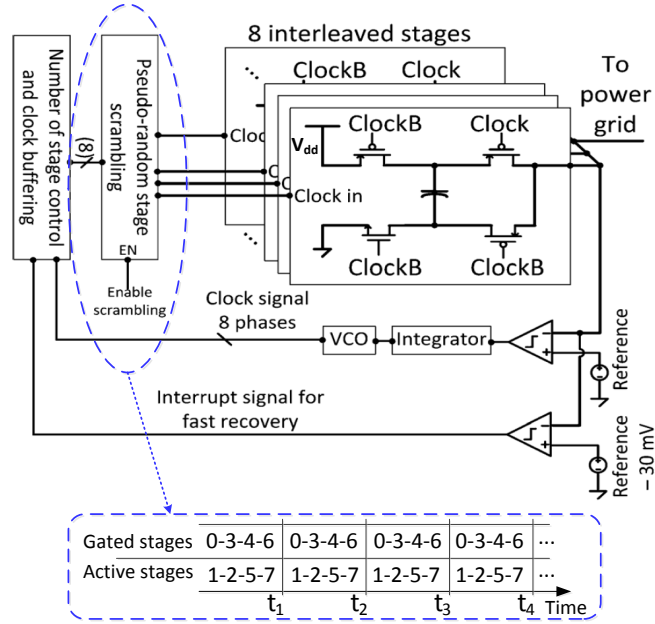 8 interleaved stages
ClockB Clock
To
power
grid
Number of stage control
and clock buffering
(8)
Pseudo-random stage
scrambling
EN
Enable
scrambling
Clock
C
C
Clock in
ClockB Clock
Vdd
ClockB ClockB
Clock signal
8 phases
VCO
Integrator
Reference
Interrupt signal for
fast recovery
Reference
– 30 mV
Gated stages 0-3-4-6 0-3-4-6 0-3-4-6 0-3-4-6 ...
Active stages 1-2-5-7 1-2-5-7 1-2-5-7 1-2-5-7 ...
t1 t2 t3 t4 Time